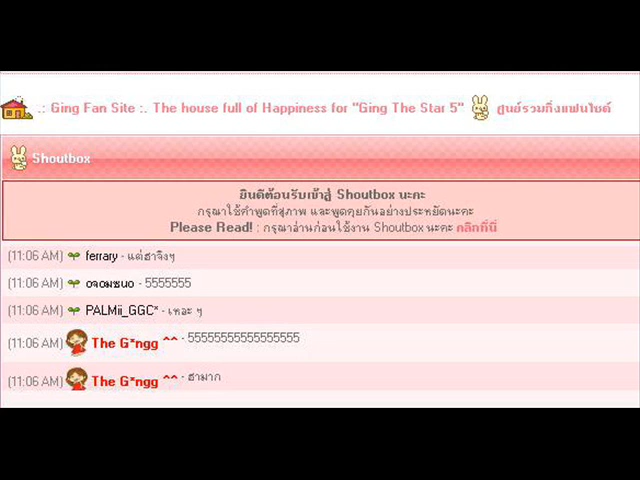 .: Ging Fan Site :. The house full of Happiness for "Ging The Star 5" ศูนย์รวมกิ่งแฟนไซต์
Shoutbox
ยินดีต้อนรับเข้าสู่ Shoutbox นะคะ
กรุณาใช้คำพูดที่สุภาพ และพูดคุยกันอย่างประหยัดนะคะ
Please Read! : กรุณาอ่านก่อนใช้งาน Shoutbox นะคะ คลิกที่นี่
(11:06 AM) ferrary - แต่ฮาจิงๆ
(11:06 AM) - 5555555
(11:06 AM) PALMii_GGC* - เหอะ ๆ
(11:06 AM) The G*ngg ^^ - 55555555555555555
(11:06 AM) The G*ngg ^^ - ฮามาก